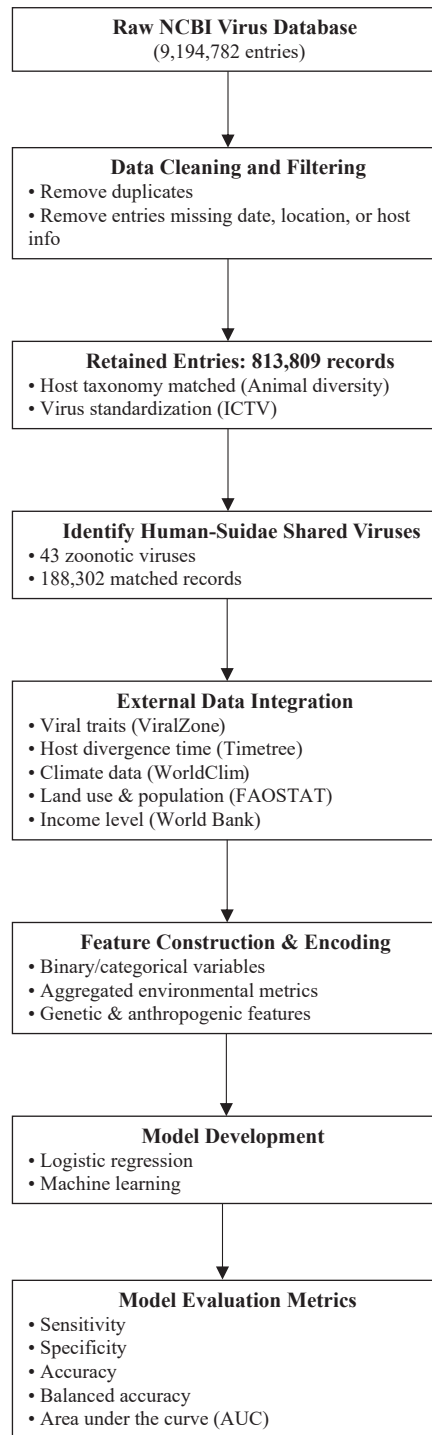 Raw NCBI Virus Database
(9,194,782 entries)
Data Cleaning and Filtering
• Remove duplicates
• Remove entries missing date, location, or host
info
Retained Entries: 813,809 records
• Host taxonomy matched (Animal diversity)
• Virus standardization (ICTV)
Identify Human-Suidae Shared Viruses
• 43 zoonotic viruses
• 188,302 matched records
External Data Integration
• Viral traits (ViralZone)
• Host divergence time (Timetree)
• Climate data (WorldClim)
• Land use & population (FAOSTAT)
• Income level (World Bank)
Feature Construction & Encoding
• Binary/categorical variables
• Aggregated environmental metrics
• Genetic & anthropogenic features
Model Development
• Logistic regression
• Machine learning
Model Evaluation Metrics
• Sensitivity
• Specificity
• Accuracy
• Balanced accuracy
• Area under the curve (AUC)